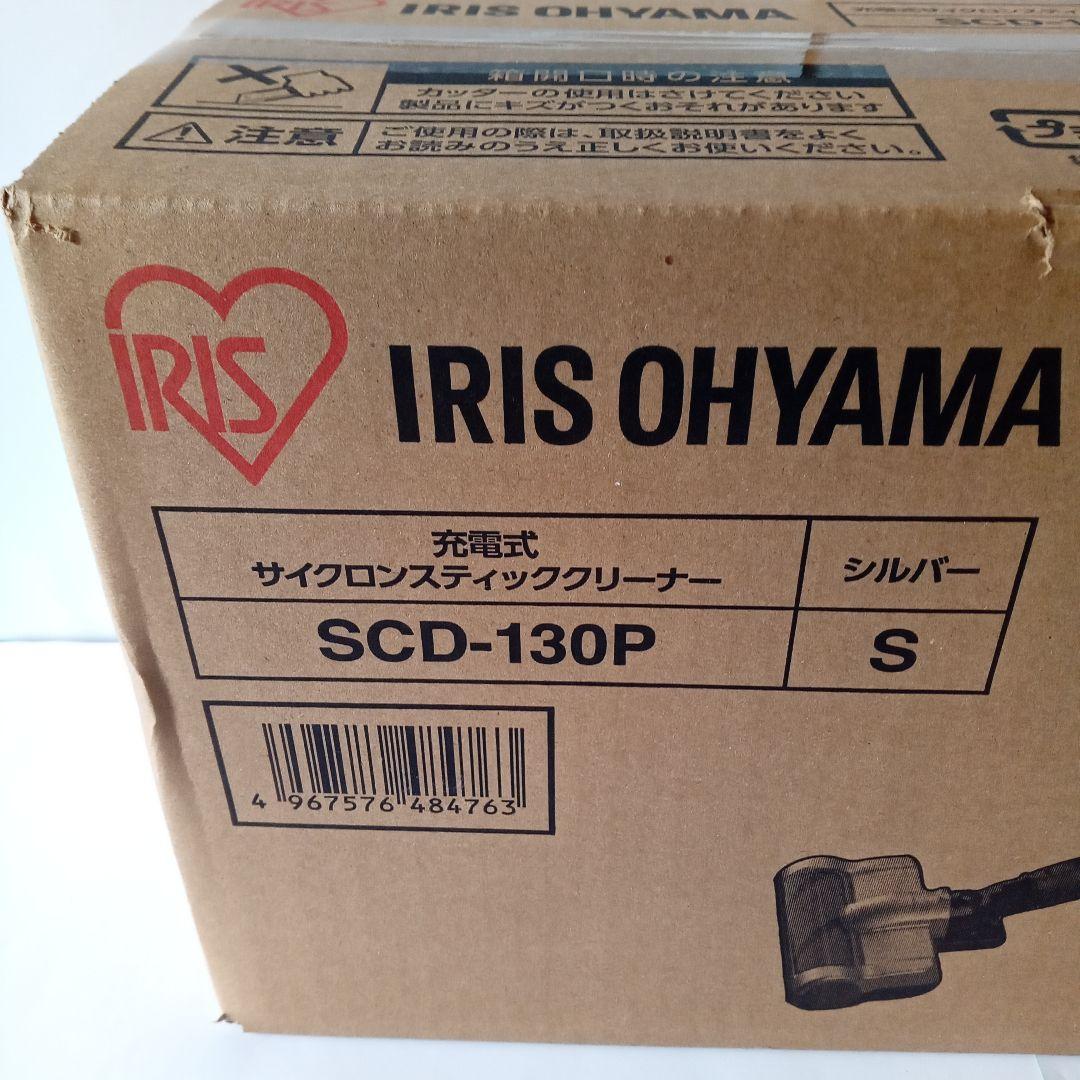 IRIS OHYAMA
SCD-1
箱開口時の注意
カッターの使用はさけてください
製品にキズがつくおそれがあります
注意
ご使用の際は、取扱説明書をよく
お読みのうえ正しくお使いください。
IRIS
IRIS OHYAMA
充電式
サイクロンスティッククリーナー
シルバー
SCD-130P
S
4 967576 484763